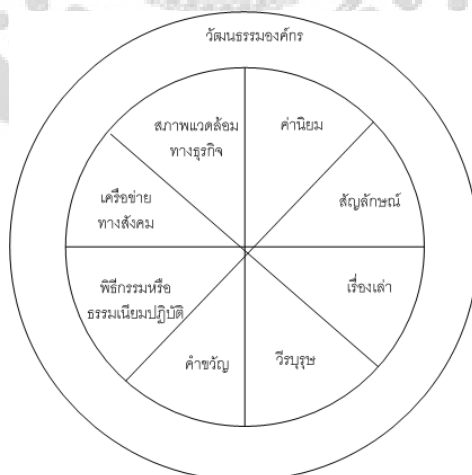 วัฒนธรรมองค์กร
สภาพแวดล้อม
ทางธุรกิจ
ค่านิยม
สัญลักษณ์
เรื่องเล่า
วีรบุรุษ
คำขวัญ
พิธีกรรมหรือ
ธรรมเนียมปฏิบัติ
เครือข่าย
ทางสังคม